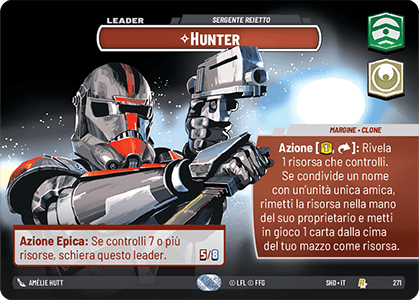 LEADER
SERGENTE REIETTO
HUNTER
MARGINE • CLONE
Azione [1, ]: Rivela
1 risorsa che controlli.
Se condivide un nome
con un'unità unica amica,
rimetti la risorsa nella mano
del suo proprietario e metti
in gioco 1 carta dalla cima
del tuo mazzo come risorsa.
Azione Epica: Se controlli 7 o più
risorse, schiera questo leader.
5/8
AMÉLIE HUTT
© LFL © FFG
SHD • IT
271